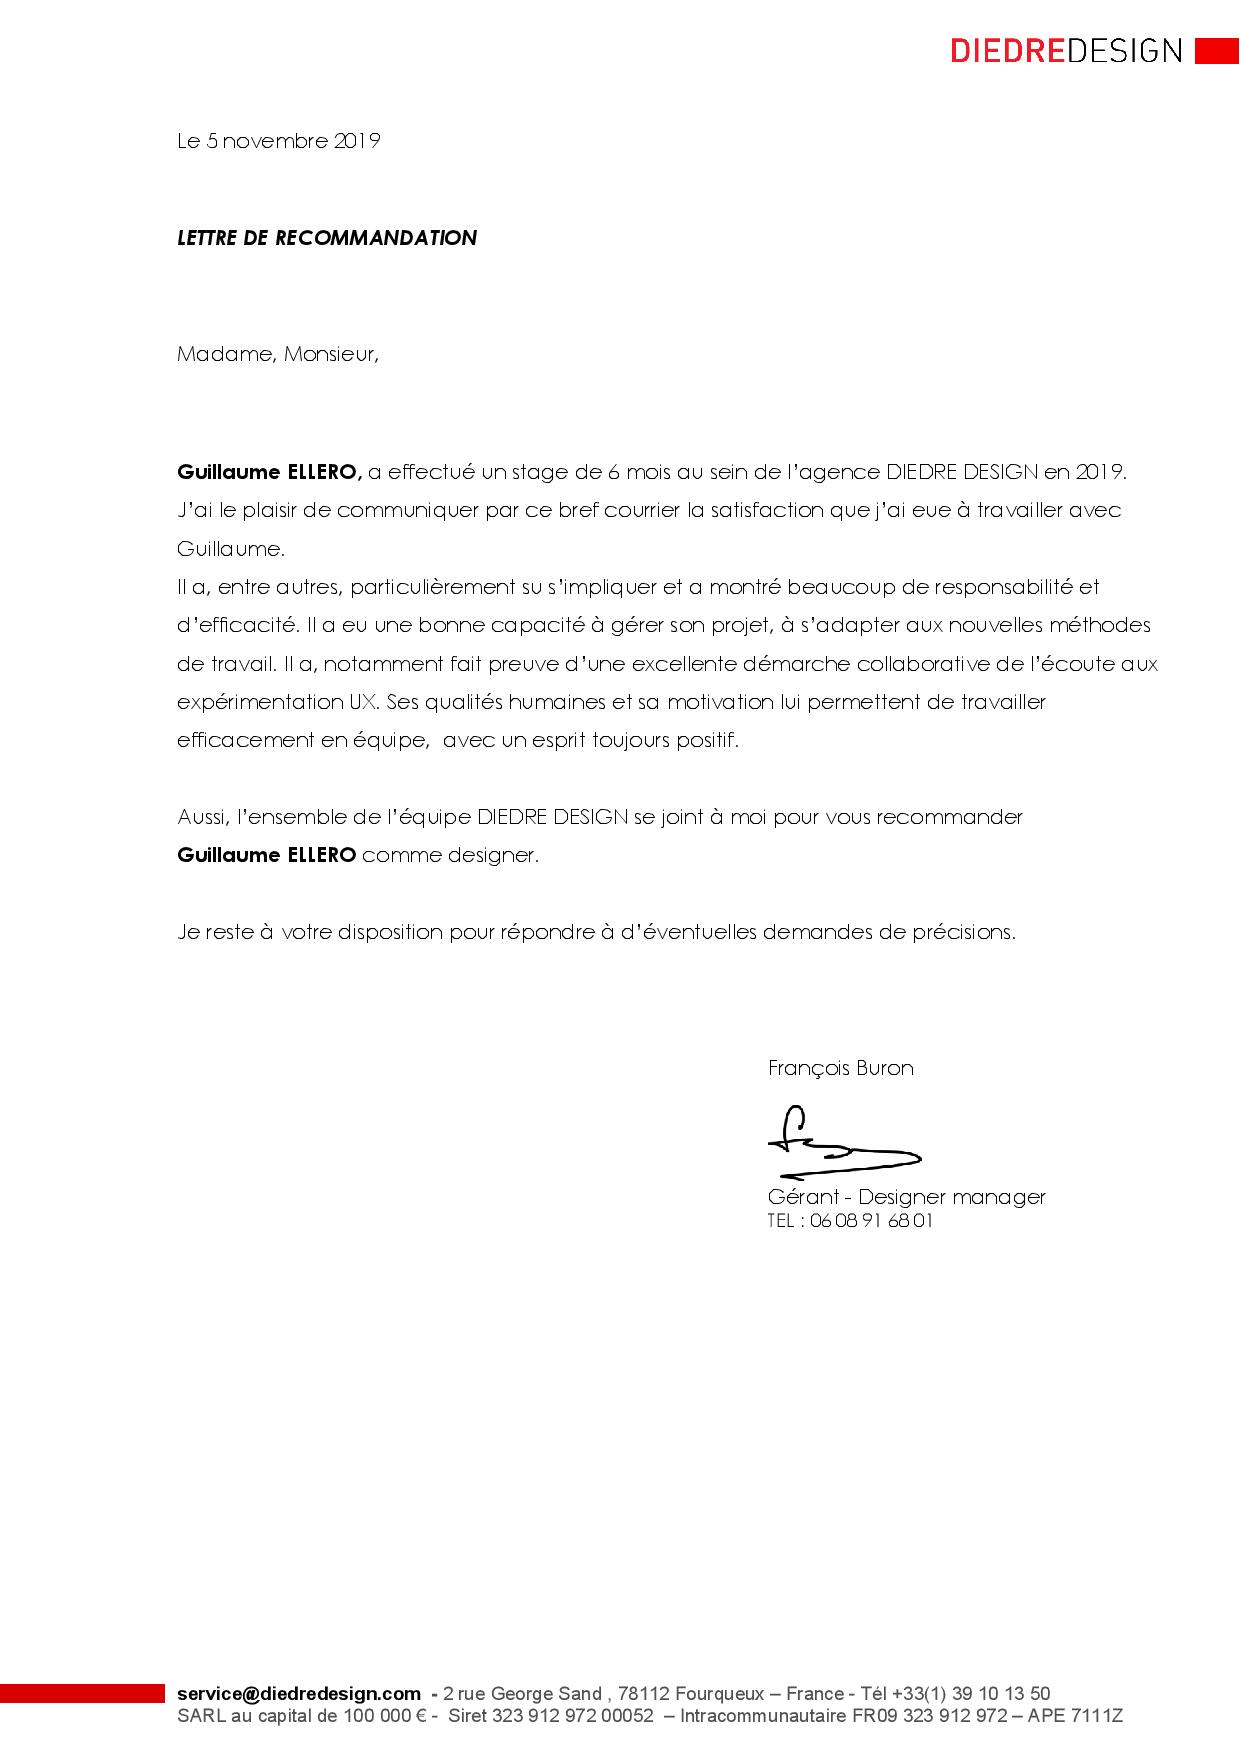 DIEDREDESIGN
Le 5 novembre 2019
LETTRE DE RECOMMANDATION
Madame, Monsieur,
Guillaume ELLERO, a effectué un stage de 6 mois au sein de l’agence DIEDRE DESIGN en 2019.
J’ai le plaisir de communiquer par ce bref courrier la satisfaction que j’ai eue à travailler avec
Guillaume.
Il a, entre autres, particulièrement su s’impliquer et a montré beaucoup de responsabilité et
d’efficacité. Il a eu une bonne capacité à gérer son projet, à s’adapter aux nouvelles méthodes
de travail. Il a, notamment fait preuve d’une excellente démarche collaborative de l’écoute aux
expérimentation UX. Ses qualités humaines et sa motivation lui permettent de travailler
efficacement en équipe,  avec un esprit toujours positif.
Aussi, l’ensemble de l’équipe DIEDRE DESIGN se joint à moi pour vous recommander
Guillaume ELLERO comme designer.
Je reste à votre disposition pour répondre à d’éventuelles demandes de précisions.
François Buron
Gérant - Designer manager
TEL : 06 08 91 68 01
service@diedredesign.com  - 2 rue George Sand , 78112 Fourqueux – France - Tél +33(1) 39 10 13 50
SARL au capital de 100 000 € -  Siret 323 912 972 00052  – Intracommunautaire FR09 323 912 972 – APE 7111Z